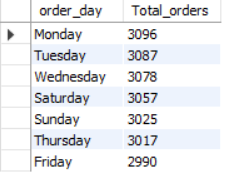 order_day Total_orders
Monday 3096
Tuesday 3087
Wednesday 3078
Saturday 3057
Sunday 3025
Thursday 3017
Friday 2990